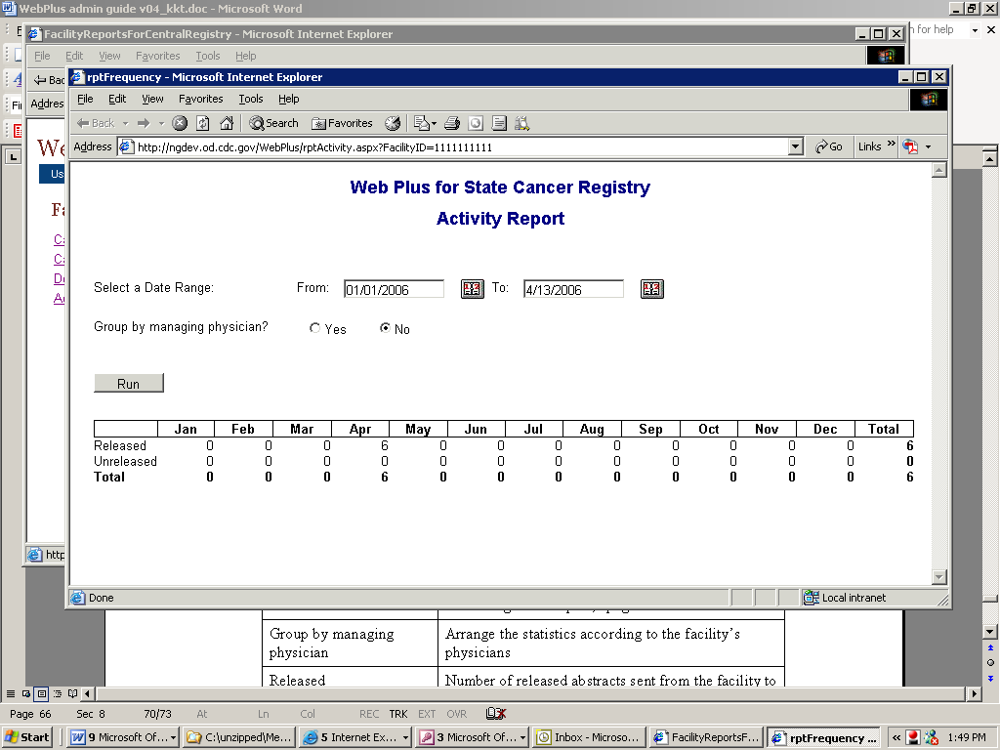 WebPlus admin guide v04_kkt.doc - Microsoft Word
FacilityReportsForCentralRegistry - Microsoft Internet Explorer
File Edit View Favorites Tools Help
for help
rptFrequency - Microsoft Internet Explorer
File Edit View Favorites Tools Help
Back Search Favorites
Address http://ngdev.od.cdc.gov/WebPlus/rptActivity.aspx?FacilityID=1111111111 Go Links »
Web Plus for State Cancer Registry
Activity Report
Select a Date Range: From: 01/01/2006 To: 4/13/2006
Group by managing physician? Yes No
Run
Jan Feb Mar Apr May Jun Jul Aug Sep Oct Nov Dec Total
Released 0 0 0 6 0 0 0 0 0 0 0 0 6
Unreleased 0 0 0 0 0 0 0 0 0 0 0 0 0
Total 0 0 0 6 0 0 0 0 0 0 0 0 6
Done Local intranet
Group by managing physician
Arrange the statistics according to the facility's physicians
Released Number of released abstracts sent from the facility to
Page 66 Sec 8 70/73 At Ln Col REC TRK EXT OVR
Start 9 Microsoft Of... C:\unzipped\Me... 5 Internet Ex... 3 Microsoft Of... Inbox - Microso... FacilityReportsF... rptFrequency ... « 1:49 PM